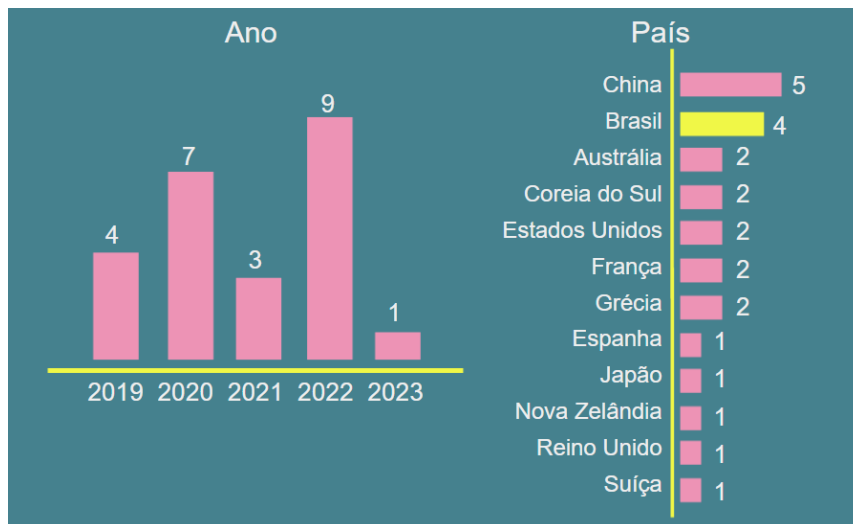 Ano
4
7
3
9
1
2019 2020 2021 2022 2023
País
China 5
Brasil 4
Austrália 2
Coreia do Sul 2
Estados Unidos 2
França 2
Grécia 2
Espanha 1
Japão 1
Nova Zelândia 1
Reino Unido 1
Suíça 1